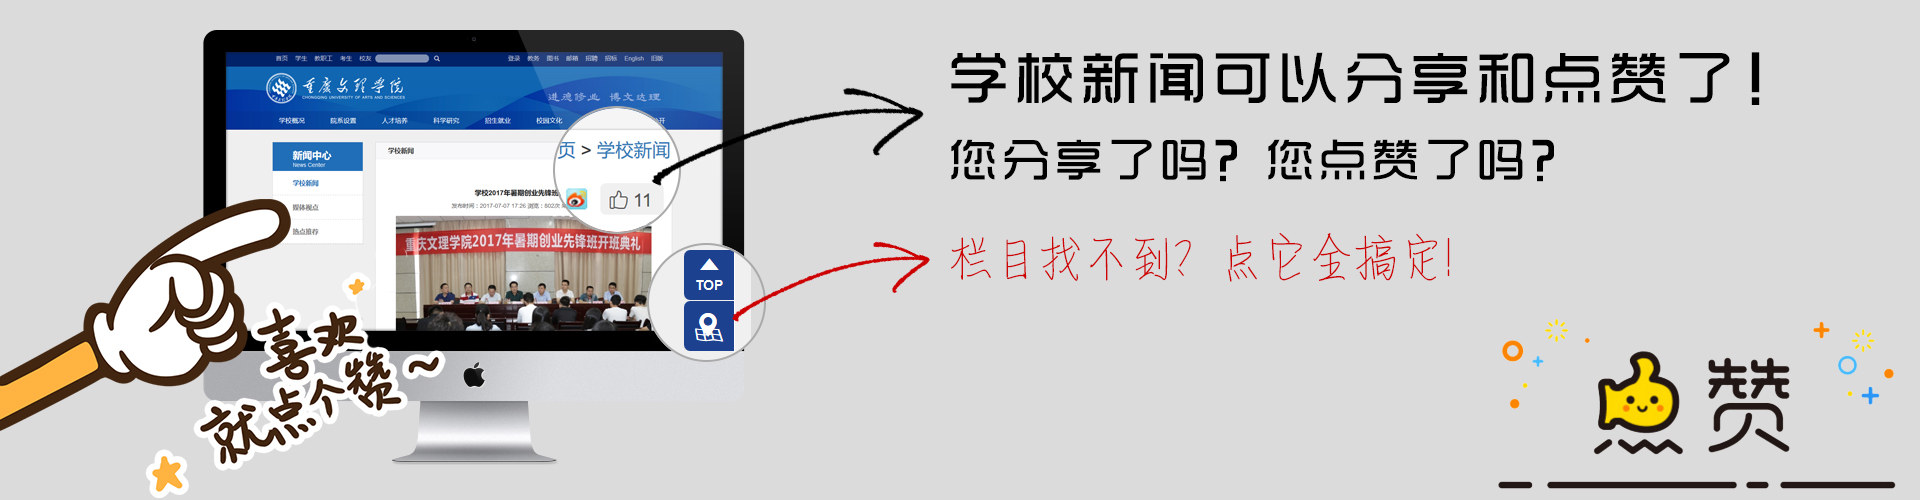 首页 学生 教职工 考生 校友
登录 教务 图书 邮箱 招聘 招标 English 旧版
重庆文理学院
CHONGQING UNIVERSITY OF ARTS AND SCIENCES
进德修业 博文达理
学校概况 院系设置 人才培养 科学研究 招生就业 校园文化
开
新闻中心
News Center
学校新闻
媒体视点
热点推荐
学校新闻
页 > 学校新闻
11
学校2017年暑期创业先锋班
发布时间：2017-07-07 17:26 浏览：602次
重庆文理学院2017年暑期创业先锋班开班典礼
TOP
喜欢
就点个赞~
学校新闻可以分享和点赞了!
您分享了吗? 您点赞了吗?
栏目找不到? 点它全搞定!
点赞